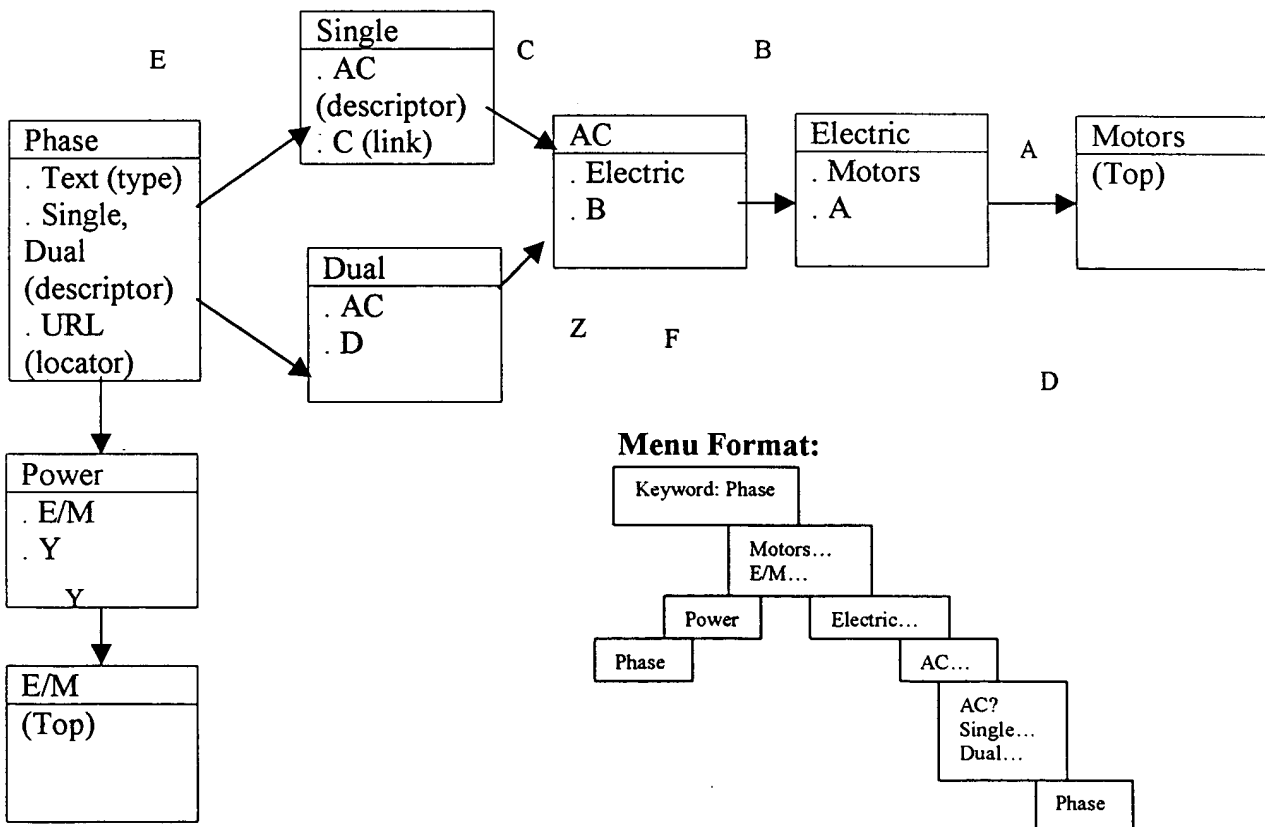 E
Single
. AC
(descriptor)
. C (link)
C
B
Phase
. Text (type)
. Single,
Dual
(descriptor)
. URL
(locator)
AC
. Electric
. B
Electric
. Motors
. A
A
Motors
(Top)
Dual
. AC
. D
Z
F
D
Power
. E/M
. Y
Y
E/M
(Top)
Menu Format:
Keyword: Phase
Motors...
E/M...
Power
Electric...
Phase
AC...
AC?
Single...
Dual...
Phase